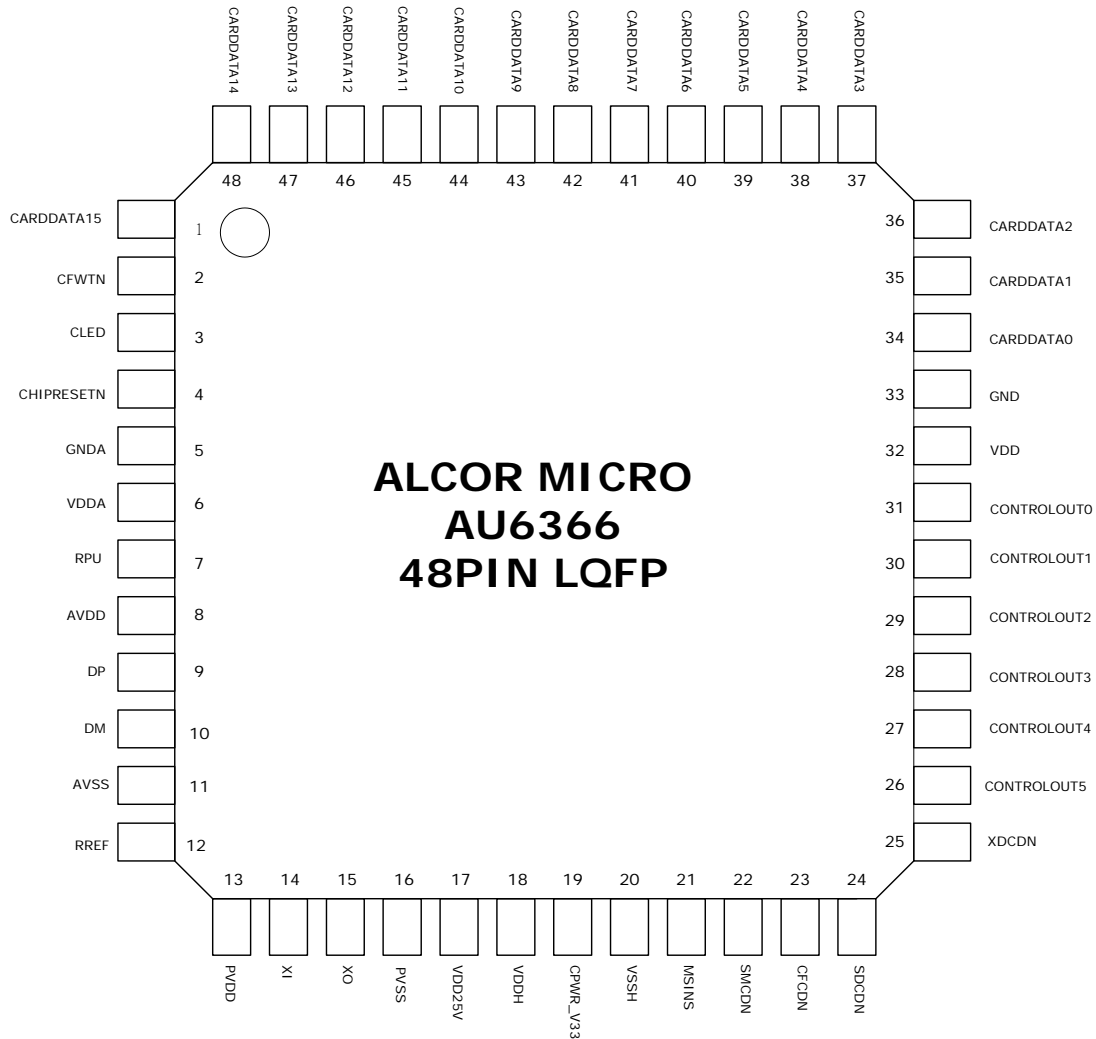 CARDDATA14
CARDDATA13
CARDDATA12
CARDDATA11
CARDDATA10
CARDDATA9
CARDDATA8
CARDDATA7
CARDDATA6
CARDDATA5
CARDDATA4
CARDDATA3
48 47 46 45 44 43 42 41 40 39 38 37
CARDDATA15 1
CFWTN 2
CLED 3
CHIPRESETN 4
GNDA 5
VDDA 6
RPU 7
AVDD 8
DP 9
DM 10
AVSS 11
RREF 12
ALCOR MICRO
AU6366
48PIN LQFP
36 CARDDATA2
35 CARDDATA1
34 CARDDATA0
33 GND
32 VDD
31 CONTROLOUT0
30 CONTROLOUT1
29 CONTROLOUT2
28 CONTROLOUT3
27 CONTROLOUT4
26 CONTROLOUT5
25 XDCDN
13 14 15 16 17 18 19 20 21 22 23 24
PVDD
XI
XO
PVSS
VDD25V
VDDH
CPWR_V33
VSSH
MSINS
SMCDN
CFCDN
SDCDN